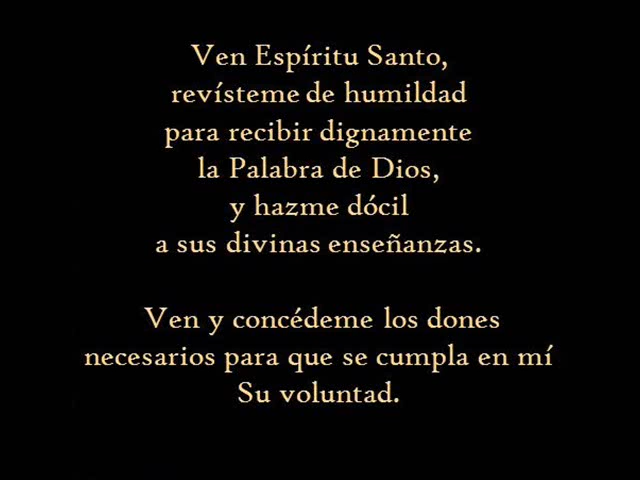 Ven Espíritu Santo,
revísteme de humildad
para recibir dignamente
la Palabra de Dios,
y hazme dócil
a sus divinas enseñanzas.
Ven y concédeme los dones
necesarios para que se cumpla en mí
Su voluntad.